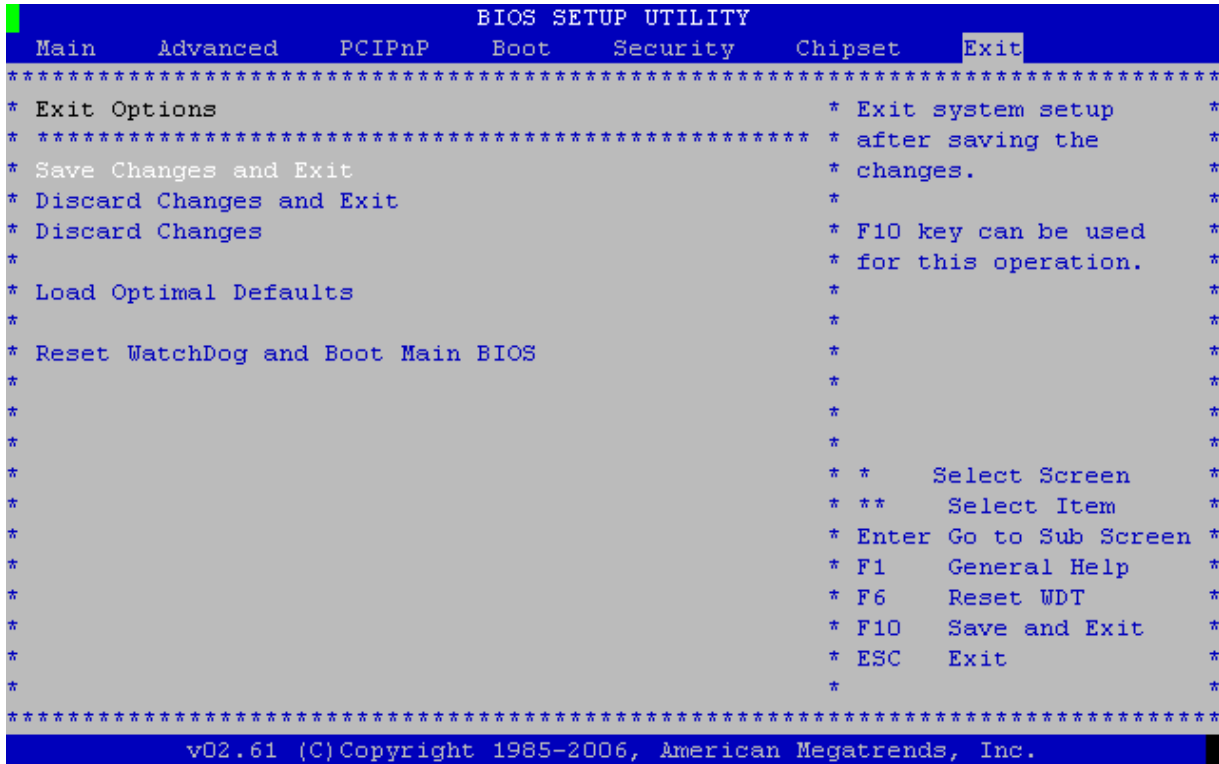 BIOS SETUP UTILITY
Main Advanced PCIPnP Boot Security Chipset Exit
********************************************************************************
* Exit Options * Exit system setup *
* *************************************************** * after saving the *
* Save Changes and Exit * changes. *
* Discard Changes and Exit * *
* Discard Changes * F10 key can be used *
* * for this operation. *
* Load Optimal Defaults * *
* * *
* Reset WatchDog and Boot Main BIOS * *
* * *
* * *
* * *
* * * Select Screen *
* * ** Select Item *
* * Enter Go to Sub Screen *
* * F1 General Help *
* * F6 Reset WDT *
* * F10 Save and Exit *
* * ESC Exit *
* * *
********************************************************************************
v02.61 (C)Copyright 1985-2006, American Megatrends, Inc.